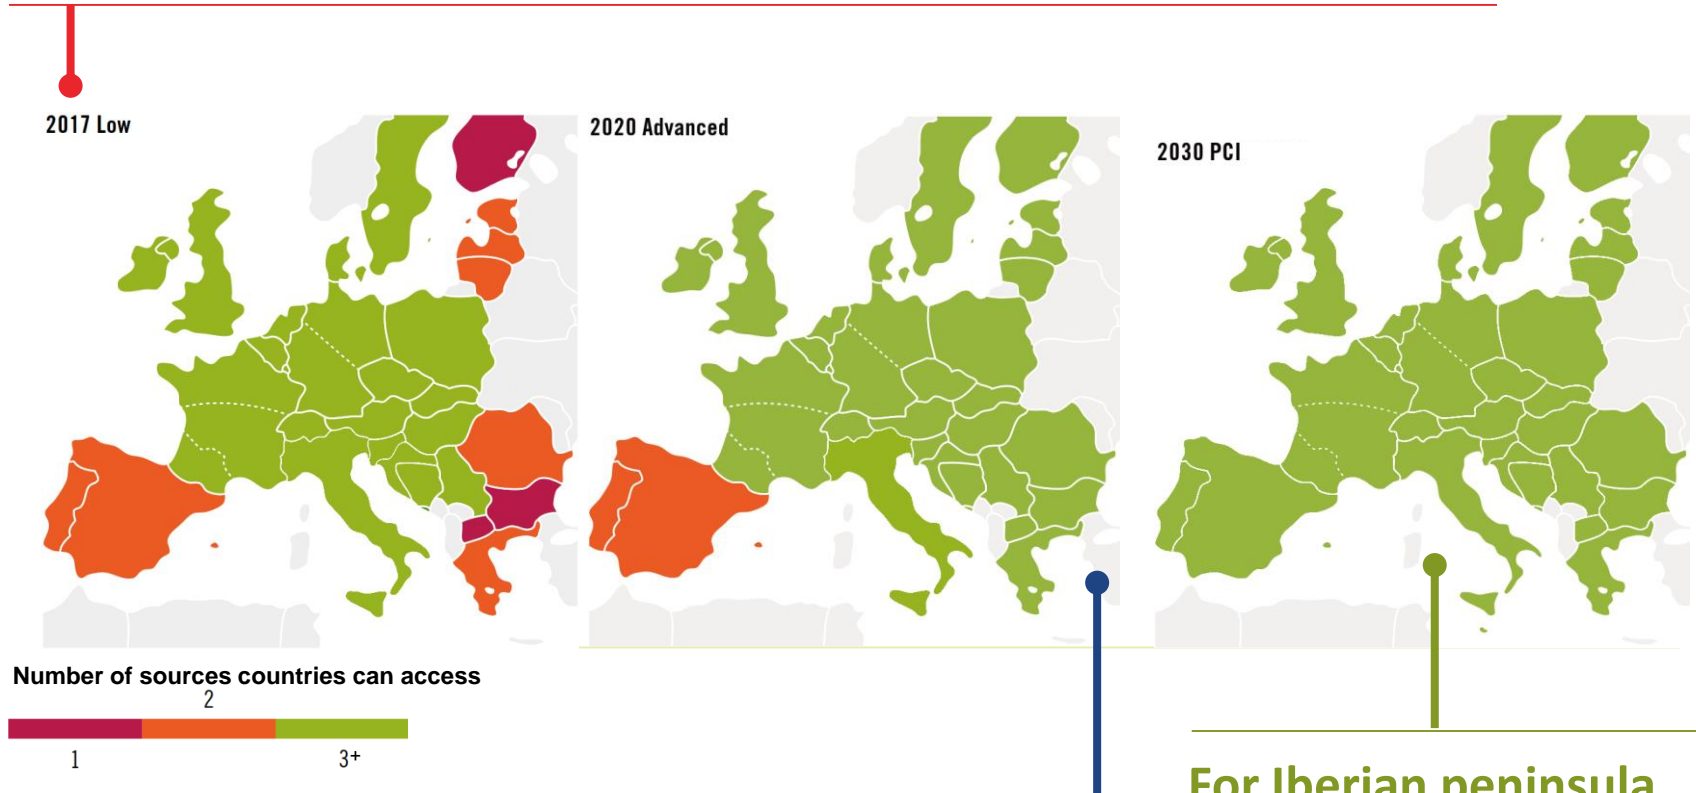 2017 Low
2020 Advanced
2030 PCI
Number of sources countries can access
2
1
3+
For Iberian peninsula